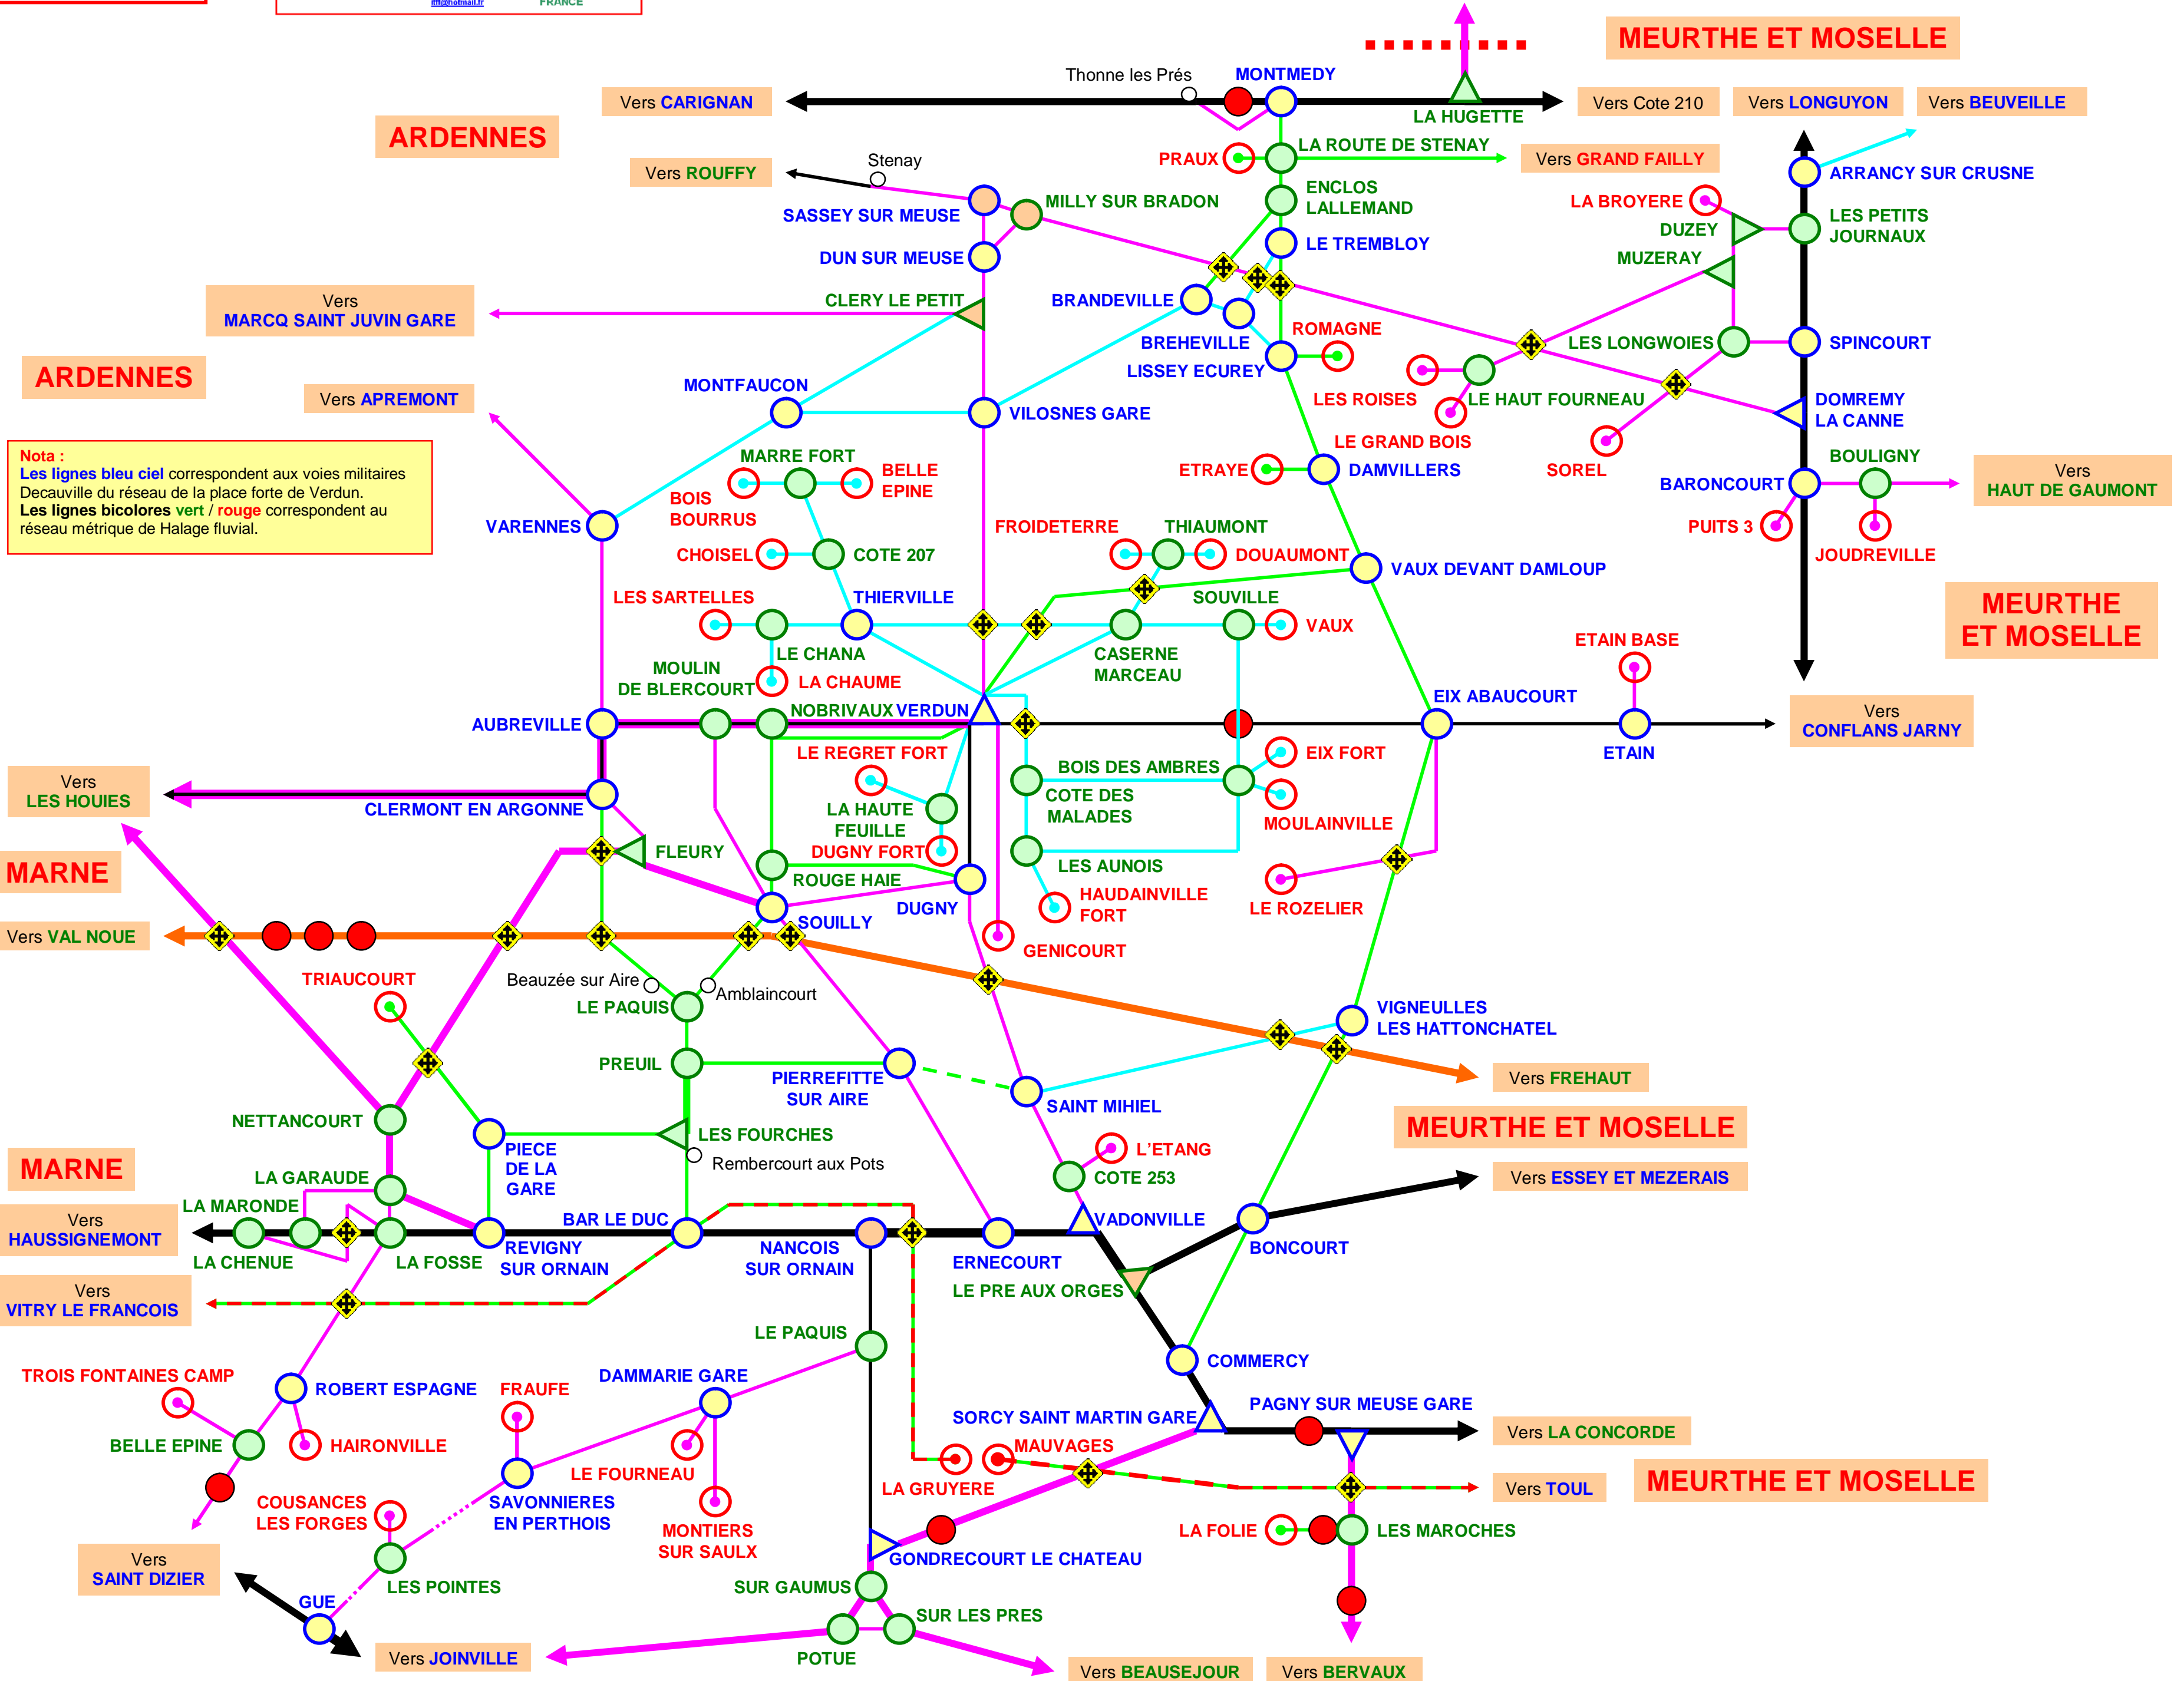 ifff@hotmail.fr
FRANCE
MEURTHE ET MOSELLE
Thonne les Prés
MONTMEDY
Vers CARIGNAN
LA HUGETTE
Vers Cote 210
Vers LONGUYON
Vers BEUVEILLE
ARDENNES
Vers ROUFFY
Stenay
PRAUX
LA ROUTE DE STENAY
Vers GRAND FAILLY
ARRANCY SUR CRUSNE
SASSEY SUR MEUSE
MILLY SUR BRADON
ENCLOS
LALLEMAND
LA BROYERE
LES PETITS
JOURNAUX
DUZEY
LE TREMBLOY
DUN SUR MEUSE
MUZERAY
CLERY LE PETIT
BRANDEVILLE
Vers
MARCQ SAINT JUVIN GARE
BREHEVILLE
ROMAGNE
LES LONGWOIES
SPINCOURT
LISSEY ECUREY
ARDENNES
Vers APREMONT
MONTFAUCON
VILOSNES GARE
LES ROISES
LE HAUT FOURNEAU
DOMREMY
LA CANNE
LE GRAND BOIS
SOREL
Nota :
Les lignes bleu ciel correspondent aux voies militaires
Decauville du réseau de la place forte de Verdun.
Les lignes bicolores vert / rouge correspondent au
réseau métrique de Halage fluvial.
MARRE FORT
BELLE
EPINE
BOIS
BOURRUS
ETRAYE
DAMVILLERS
BARONCOURT
BOULIGNY
Vers
HAUT DE GAUMONT
VARENNES
CHOISEL
COTE 207
FROIDETERRE
THIAUMONT
DOUAUMONT
PUITS 3
JOUDREVILLE
VAUX DEVANT DAMLOUP
LES SARTELLES
THIERVILLE
SOUVILLE
VAUX
MEURTHE
ET MOSELLE
LE CHANA
CASERNE
MARCEAU
ETAIN BASE
MOULIN
DE BLERCOURT
LA CHAUME
EIX ABAUCOURT
AUBREVILLE
NOBRIVAUX
VERDUN
ETAIN
Vers
CONFLANS JARNY
LE REGRET FORT
BOIS DES AMBRES
EIX FORT
Vers
LES HOUIES
CLERMONT EN ARGONNE
LA HAUTE
FEUILLE
COTE DES
MALADES
MOULAINVILLE
FLEURY
DUGNY FORT
LES AUNOIS
MARNE
ROUGE HAIE
DUGNY
HAUDAINVILLE
FORT
LE ROZELIER
Vers VAL NOUE
SOUILLY
GENICOURT
TRIAUCOURT
Beauzée sur Aire
Amblaincourt
LE PAQUIS
VIGNEULLES
LES HATTONCHATEL
PREUIL
PIERREFITTE
SUR AIRE
SAINT MIHIEL
Vers FREHAUT
NETTANCOURT
LES FOURCHES
MEURTHE ET MOSELLE
MARNE
PIECE
DE LA
GARE
Rembercourt aux Pots
L'ETANG
COTE 253
Vers ESSEY ET MEZERAIS
LA GARAUDE
LA MARONDE
Vers
HAUSSIGNEMONT
BAR LE DUC
VADONVILLE
LA CHENUE
LA FOSSE
REVIGNY
SUR ORNAIN
NANCOIS
SUR ORNAIN
ERNECOURT
BONCOURT
LE PRE AUX ORGES
Vers
VITRY LE FRANCOIS
LE PAQUIS
COMMERCY
TROIS FONTAINES CAMP
ROBERT ESPAGNE
FRAUFE
DAMMARIE GARE
SORCY SAINT MARTIN GARE
PAGNY SUR MEUSE GARE
Vers LA CONCORDE
BELLE EPINE
HAIRONVILLE
LE FOURNEAU
MAUVAGES
LA GRUYERE
Vers TOUL
MEURTHE ET MOSELLE
COUSANCES
LES FORGES
SAVONNIERES
EN PERTHOIS
MONTIERS
SUR SAULX
LA FOLIE
LES MAROCHES
Vers
SAINT DIZIER
LES POINTES
GONDRECOURT LE CHATEAU
GUE
SUR GAUMUS
SUR LES PRES
POTUE
Vers JOINVILLE
Vers BEAUSEJOUR
Vers BERVAUX